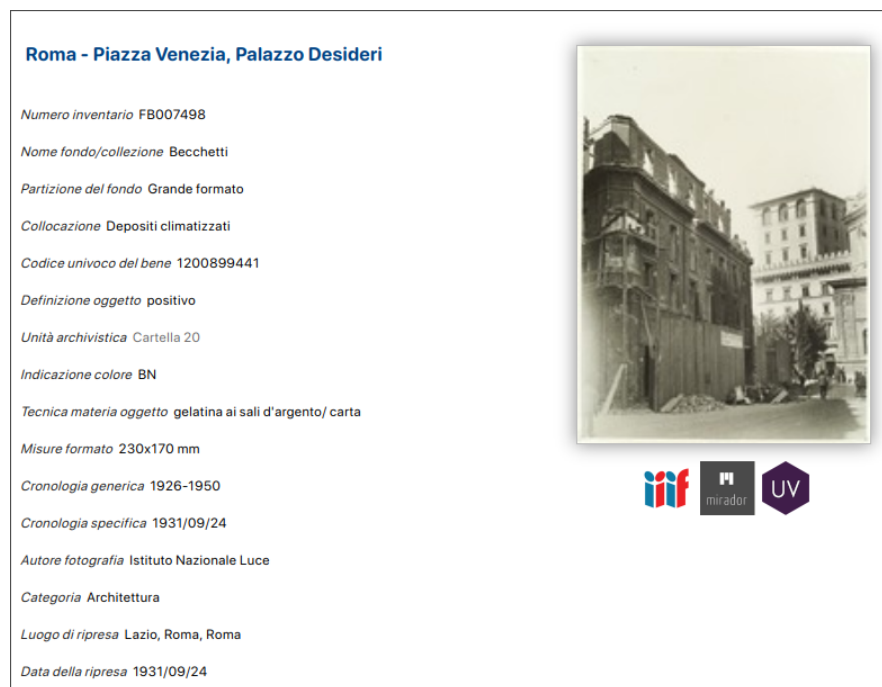 Roma - Piazza Venezia, Palazzo Desideri
Numero inventario FB007498
Nome fondo/collezione Becchetti
Partizione del fondo Grande formato
Collocazione Depositi climatizzati
Codice univoco del bene 1200899441
Definizione oggetto positivo
Unità archivistica Cartella 20
Indicazione colore BN
Tecnica materia oggetto gelatina ai sali d'argento/ carta
Misure formato 230x170 mm
Cronologia generica 1926-1950
Cronologia specifica 1931/09/24
Autore fotografia Istituto Nazionale Luce
Categoria Architettura
Luogo di ripresa Lazio, Roma, Roma
Data della ripresa 1931/09/24
iiif
mirador
UV